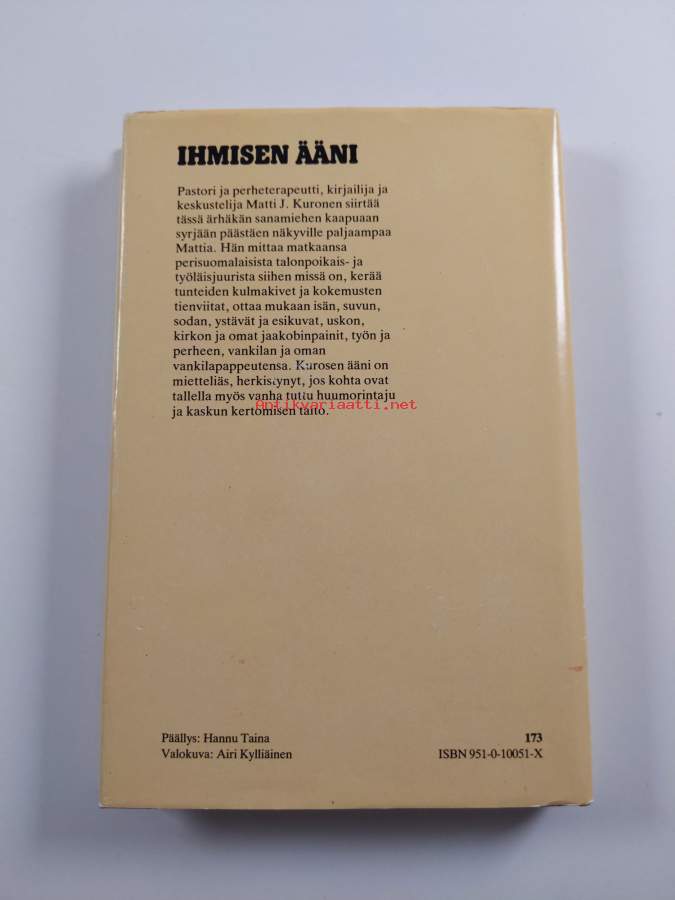 IHMISEN ÄÄNI
Pastori ja perheterapeutti, kirjailija ja
keskustelija Matti J. Kuronen siirtää
tässä ärhäkän sanamiehen kaapuaan
syrjään päästäen näkyville paljaampaa
Mattia. Hän mittaa matkaansa
perisuomalaisista talonpoikais- ja
työläisjuurista siihen missä on, kerää
tunteiden kulmakivet ja kokemusten
tienviitat, ottaa mukaan isän, suvun,
sodan, ystävät ja esikuvat, uskon,
kirkon ja omat jaakobinpainit, työn ja
perheen, vankilan ja oman
vankilapappeutensa. Kurosen ääni on
mietteliäs, herkistynyt, jos kohta ovat
tallella myös vanha tuttu huumorintaju
Antikvariaatti.net
ja kaskun kertomisen taito.
Päällys: Hannu Taina
Valokuva: Airi Kylliäinen
173
ISBN 951-0-10051-X